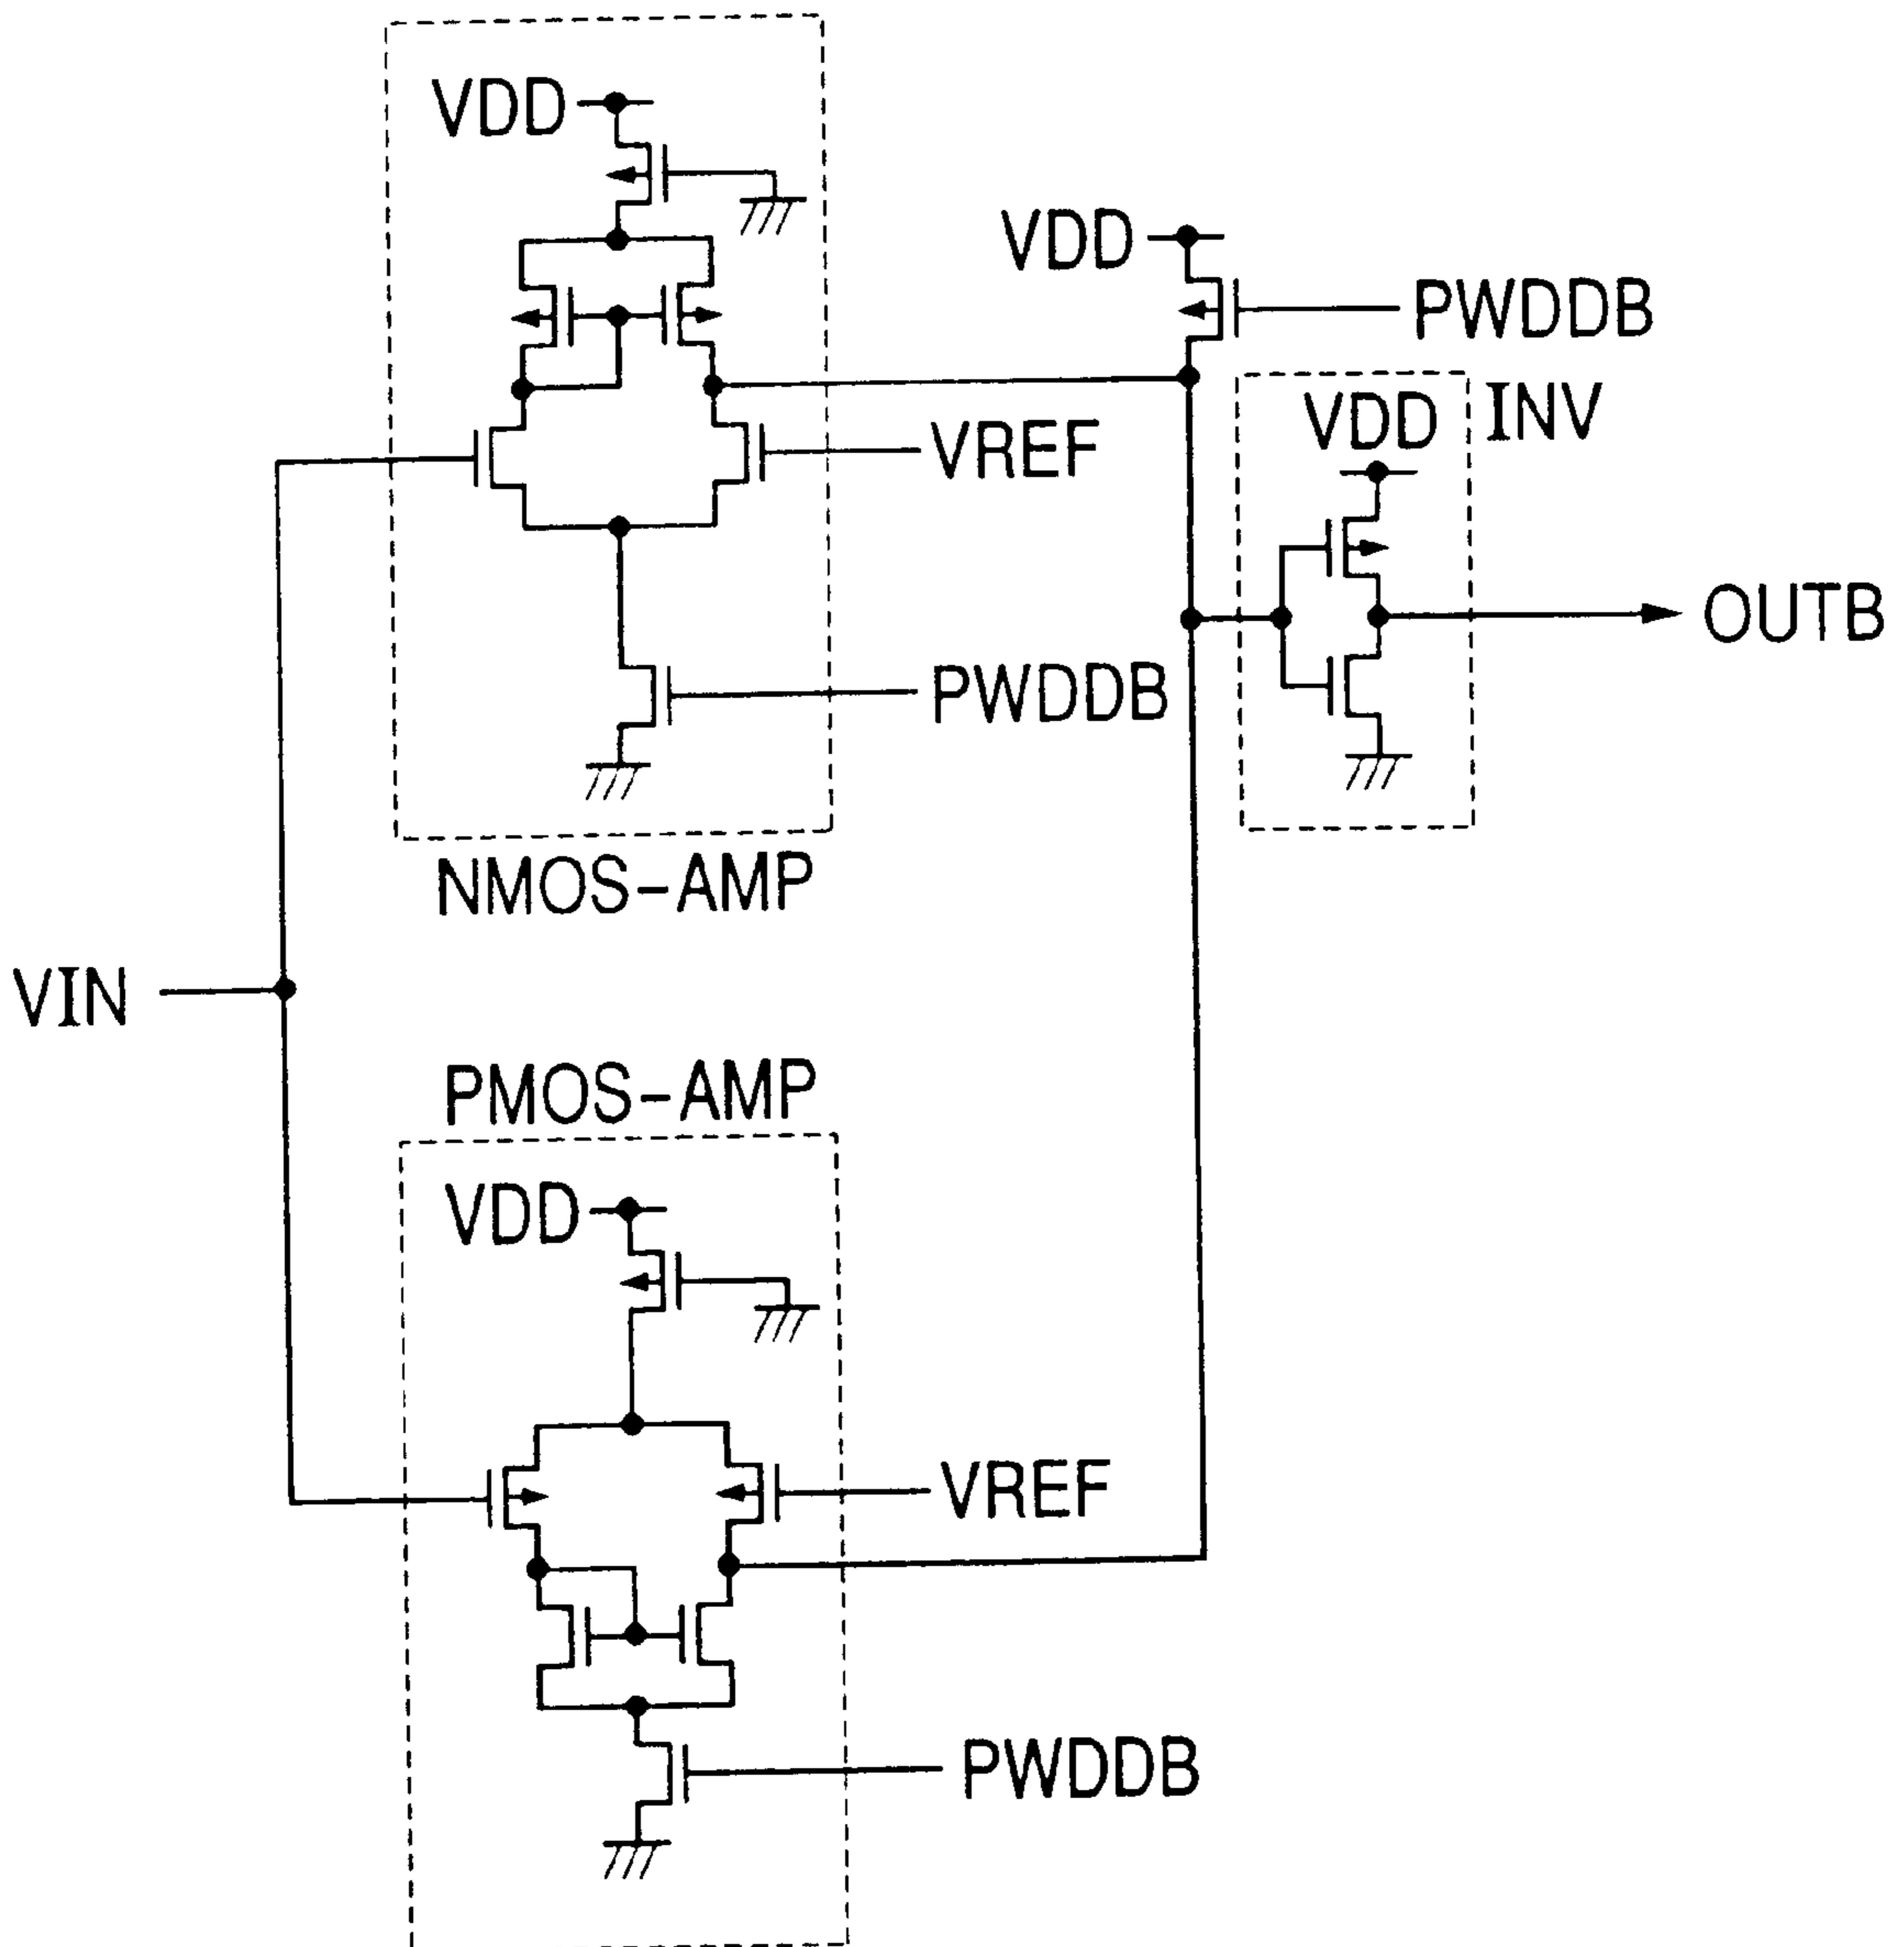 VDD
VDD
PWDDB
VDD
INV
VREF
OUTB
PWDDB
NMOS-AMP
VIN
PMOS-AMP
VDD
VREF
PWDDB